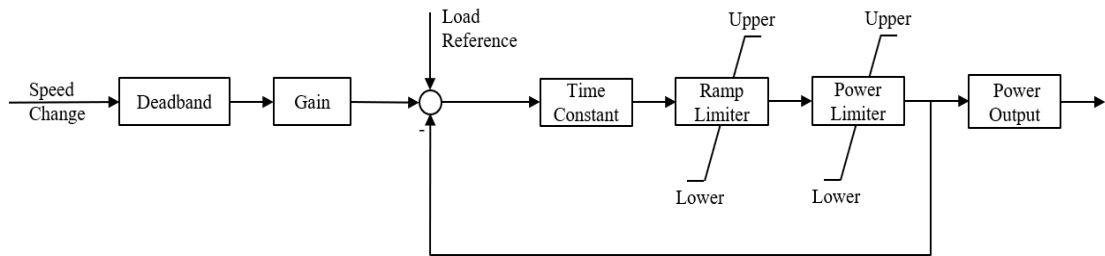 Load
Reference
Upper
Upper
Speed
Change
Deadband
Gain
Time
Constant
Ramp
Limiter
Power
Limiter
Power
Output
-
Lower
Lower